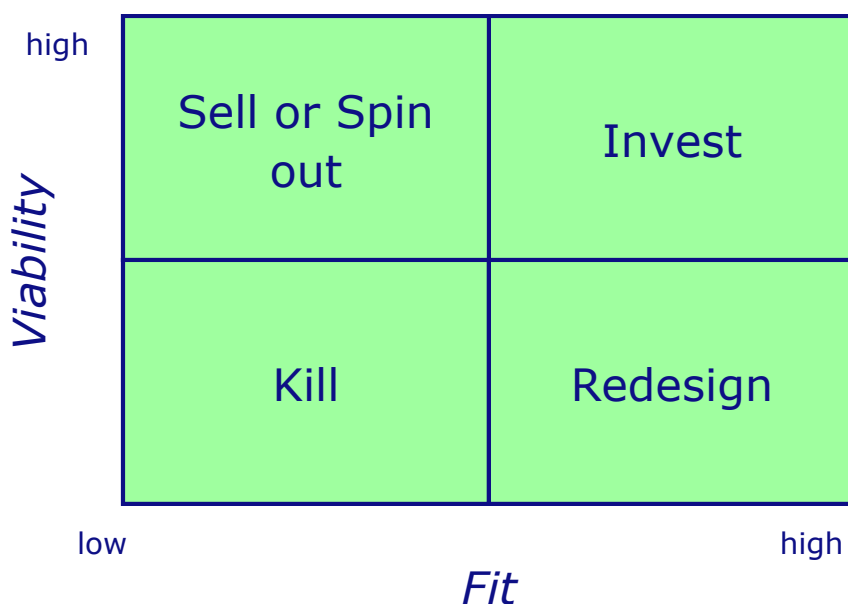 high
Sell or Spin
out
Invest
Viability
Kill
Redesign
low
high
Fit